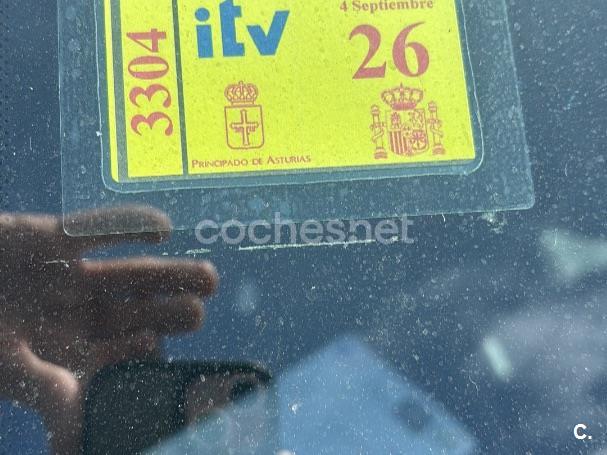 3304
itv
4 Septiembre
26
PRINCIPADO DE ASTURIAS
cochesnet
C.